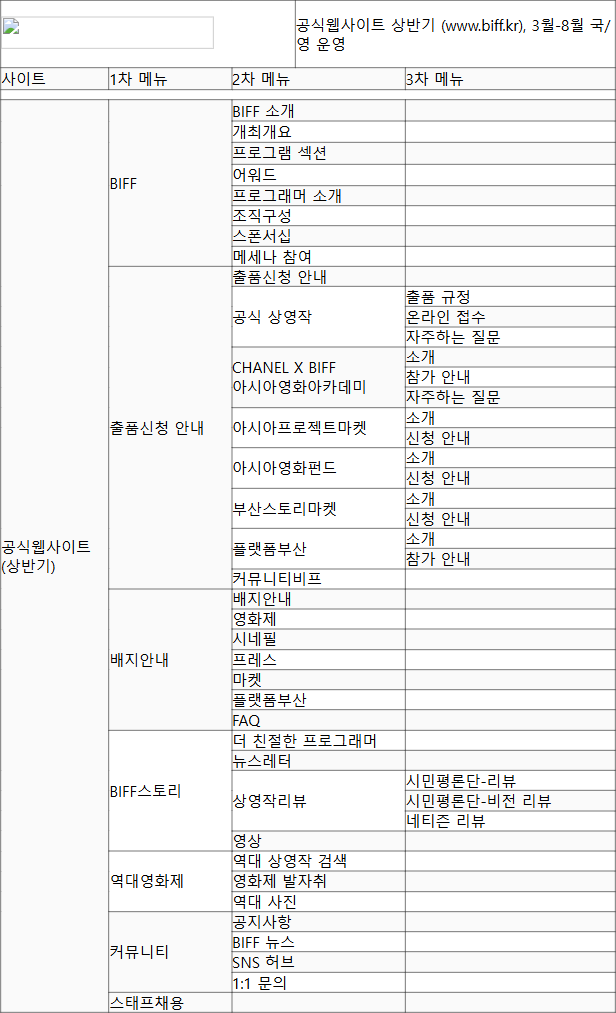 공식웹사이트 상반기 (www.biff.kr), 3월-8월 국/
영 운영
사이트 1차 메뉴 2차 메뉴 3차 메뉴
공식웹사이트
(상반기)
BIFF
BIFF 소개
개최개요
프로그램 섹션
어워드
프로그래머 소개
조직구성
스폰서십
메세나 참여
출품신청 안내
출품신청 안내
공식 상영작
출품 규정
온라인 접수
자주하는 질문
CHANEL X BIFF
아시아영화아카데미
소개
참가 안내
자주하는 질문
아시아프로젝트마켓
소개
신청 안내
아시아영화펀드
소개
신청 안내
부산스토리마켓
소개
신청 안내
플랫폼부산
소개
참가 안내
커뮤니티비프
배지안내
배지안내
영화제
시네필
프레스
마켓
플랫폼부산
FAQ
BIFF스토리
더 친절한 프로그래머
뉴스레터
상영작리뷰
시민평론단-리뷰
시민평론단-비전 리뷰
네티즌 리뷰
영상
역대영화제
역대 상영작 검색
영화제 발자취
역대 사진
커뮤니티
공지사항
BIFF 뉴스
SNS 허브
1:1 문의
스태프채용